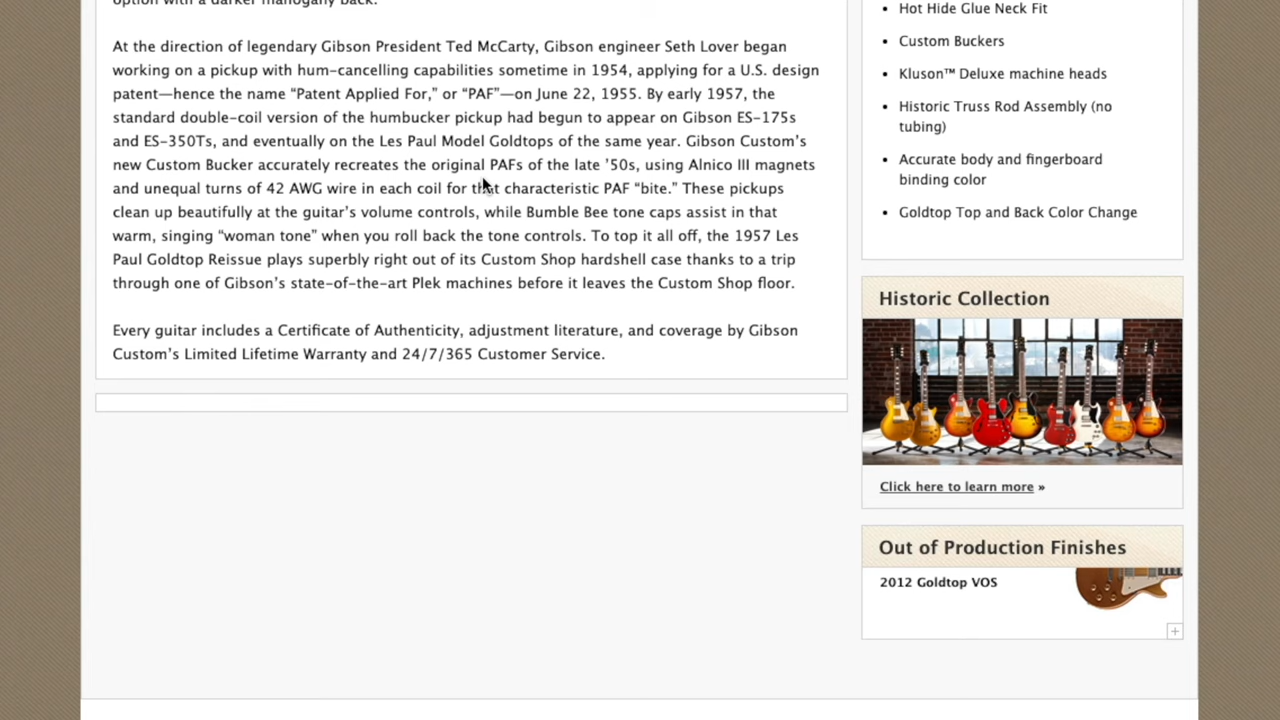 option with a darker mahogany back.
At the direction of legendary Gibson President Ted McCarty, Gibson engineer Seth Lover began
working on a pickup with hum-cancelling capabilities sometime in 1954, applying for a U.S. design
patent—hence the name “Patent Applied For,” or “PAF”—on June 22, 1955. By early 1957, the
standard double-coil version of the humbucker pickup had begun to appear on Gibson ES-175s
and ES-350Ts, and eventually on the Les Paul Model Goldtops of the same year. Gibson Custom’s
new Custom Bucker accurately recreates the original PAFs of the late ’50s, using Alnico III magnets
and unequal turns of 42 AWG wire in each coil for that characteristic PAF “bite.” These pickups
clean up beautifully at the guitar’s volume controls, while Bumble Bee tone caps assist in that
warm, singing “woman tone” when you roll back the tone controls. To top it all off, the 1957 Les
Paul Goldtop Reissue plays superbly right out of its Custom Shop hardshell case thanks to a trip
through one of Gibson’s state-of-the-art Plek machines before it leaves the Custom Shop floor.
Every guitar includes a Certificate of Authenticity, adjustment literature, and coverage by Gibson
Custom’s Limited Lifetime Warranty and 24/7/365 Customer Service.
• Hot Hide Glue Neck Fit
• Custom Buckers
• Kluson™ Deluxe machine heads
• Historic Truss Rod Assembly (no
tubing)
• Accurate body and fingerboard
binding color
• Goldtop Top and Back Color Change
Historic Collection
Click here to learn more »
Out of Production Finishes
2012 Goldtop VOS